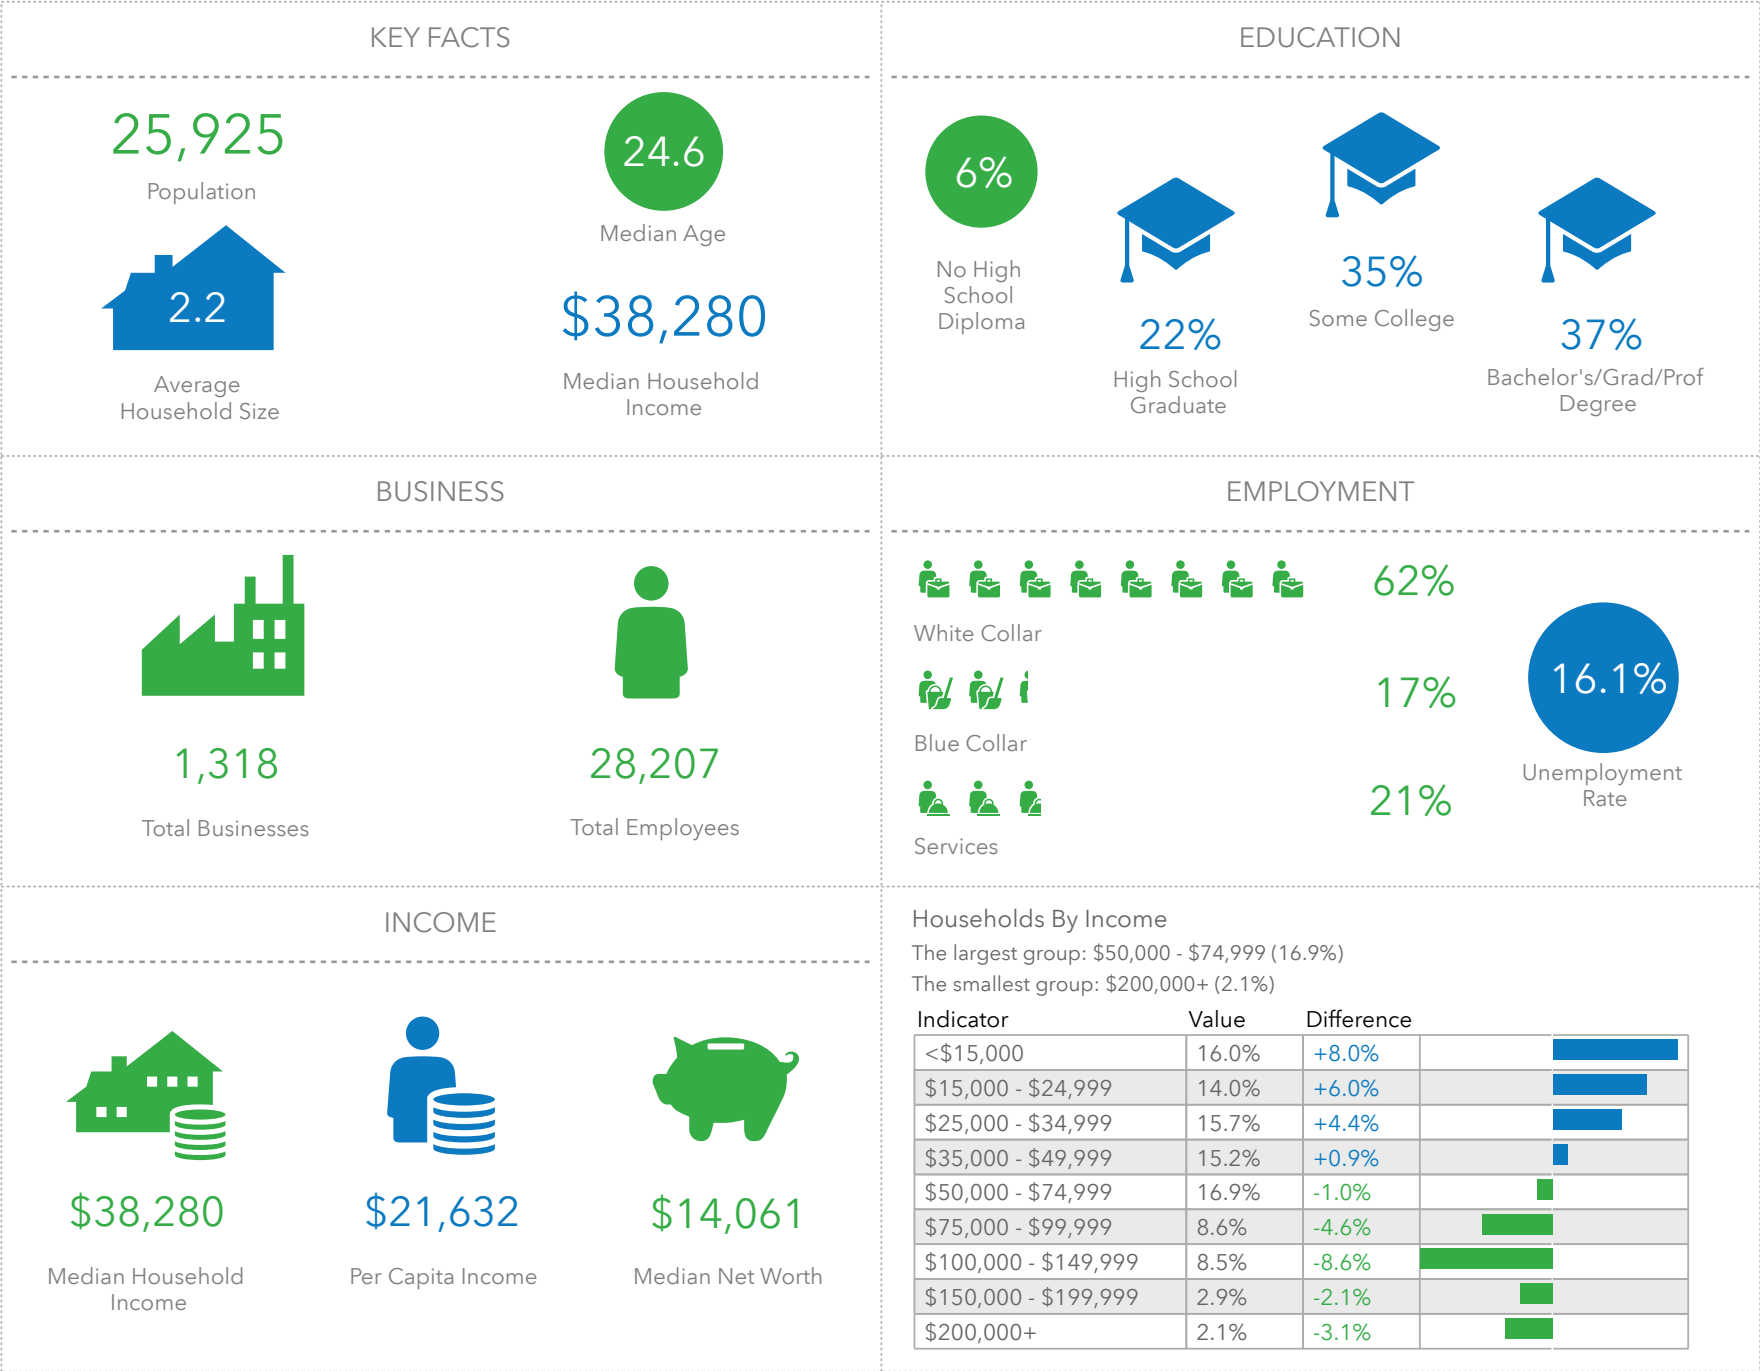 KEY FACTS
25,925
Population
24.6
Median Age
2.2
Average
Household Size
$38,280
Median Household
Income
EDUCATION
6%
No High
School
Diploma
22%
High School
Graduate
35%
Some College
37%
Bachelor's/Grad/Prof
Degree
BUSINESS
1,318
Total Businesses
28,207
Total Employees
EMPLOYMENT
62%
White Collar
17%
Blue Collar
21%
Services
16.1%
Unemployment
Rate
INCOME
$38,280
Median Household
Income
$21,632
Per Capita Income
$14,061
Median Net Worth
Households By Income
The largest group: $50,000 - $74,999 (16.9%)
The smallest group: $200,000+ (2.1%)
Indicator Value Difference
<$15,000 16.0% +8.0%
$15,000 - $24,999 14.0% +6.0%
$25,000 - $34,999 15.7% +4.4%
$35,000 - $49,999 15.2% +0.9%
$50,000 - $74,999 16.9% -1.0%
$75,000 - $99,999 8.6% -4.6%
$100,000 - $149,999 8.5% -8.6%
$150,000 - $199,999 2.9% -2.1%
$200,000+ 2.1% -3.1%